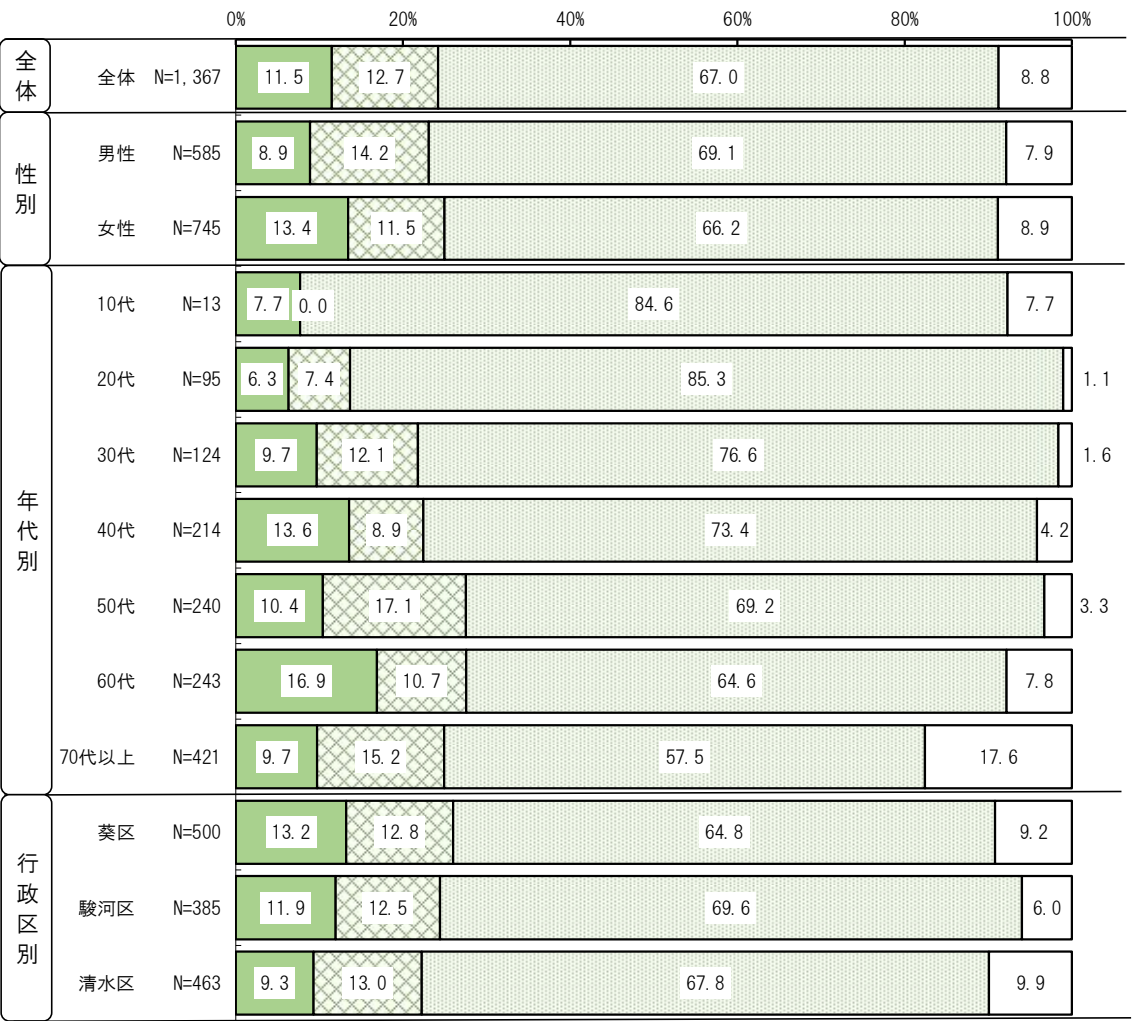 0% 20% 40% 60% 80% 100%
全体
全体 N=1,367 11.5 12.7 67.0 8.8
性別
男性 N=585 8.9 14.2 69.1 7.9
女性 N=745 13.4 11.5 66.2 8.9
年代別
10代 N=13 7.7 0.0 84.6 7.7
20代 N=95 6.3 7.4 85.3 1.1
30代 N=124 9.7 12.1 76.6 1.6
40代 N=214 13.6 8.9 73.4 4.2
50代 N=240 10.4 17.1 69.2 3.3
60代 N=243 16.9 10.7 64.6 7.8
70代以上 N=421 9.7 15.2 57.5 17.6
行政区別
葵区 N=500 13.2 12.8 64.8 9.2
駿河区 N=385 11.9 12.5 69.6 6.0
清水区 N=463 9.3 13.0 67.8 9.9